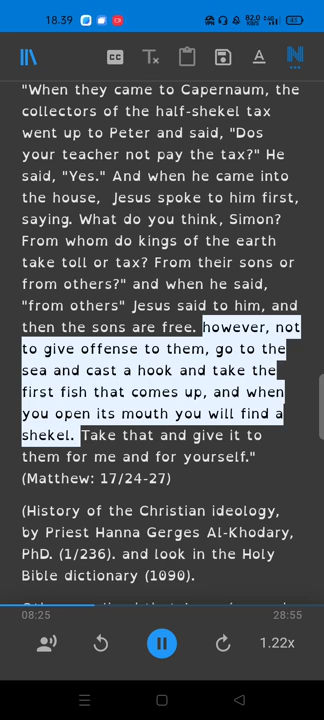 18.39
82.0
KB/s
45
CC
"When they came to Capernaum, the
collectors of the half-shekel tax
went up to Peter and said, "Dos
your teacher not pay the tax?" He
said, "Yes." And when he came into
the house,  Jesus spoke to him first,
saying. What do you think, Simon?
From whom do kings of the earth
take toll or tax? From their sons or
from others?" and when he said,
"from others" Jesus said to him, and
then the sons are free. however, not
to give offense to them, go to the
sea and cast a hook and take the
first fish that comes up, and when
you open its mouth you will find a
shekel. Take that and give it to
them for me and for yourself."
(Matthew: 17/24-27)
(History of the Christian ideology,
by Priest Hanna Gerges Al-Khodary,
PhD. (1/236). and look in the Holy
Bible dictionary (1090).
08:25
28:55
1.22x